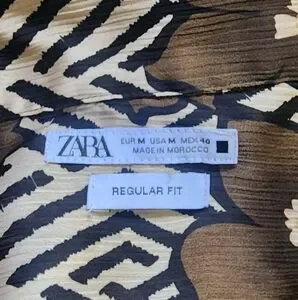 ZARA
EUR M USA M MEX 40
MADE IN MOROCCO
REGULAR FIT